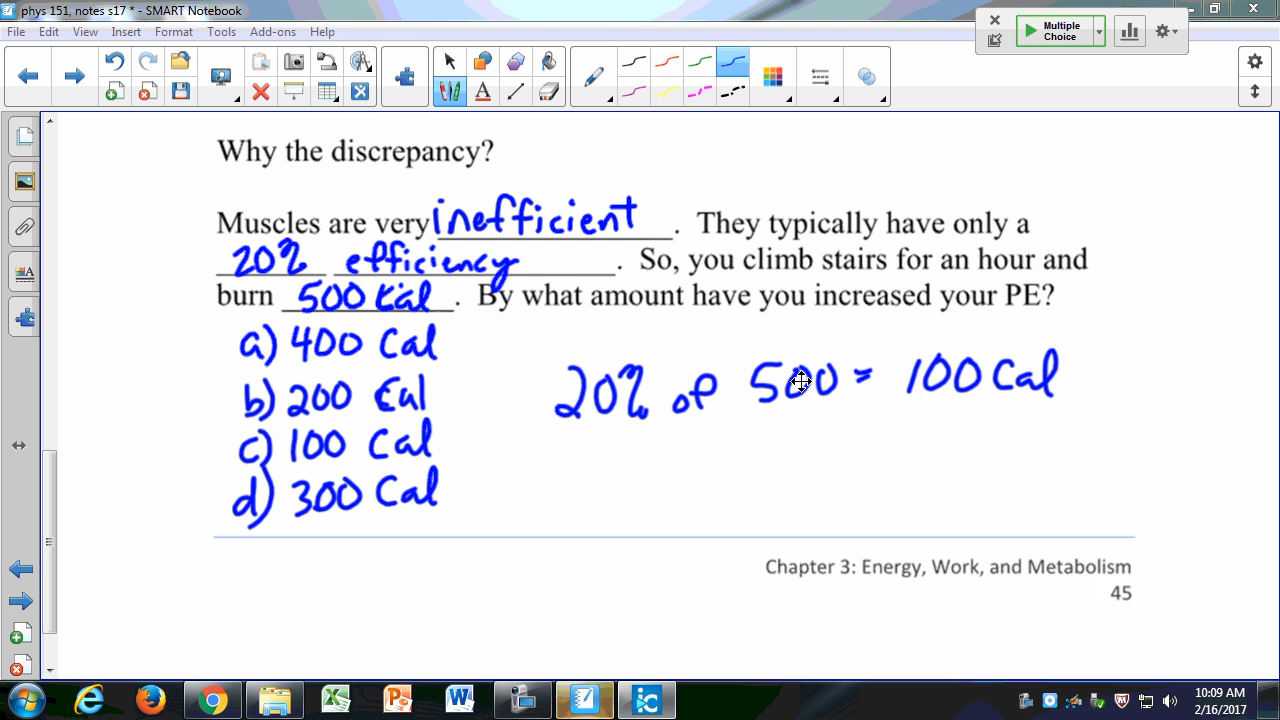 phys 151, notes s17 * - SMART Notebook
File Edit View Insert Format Tools Add-ons Help
Multiple
Choice
Why the discrepancy?
Muscles are very inefficient. They typically have only a
20% efficiency. So, you climb stairs for an hour and
burn 500 Cal. By what amount have you increased your PE?
a) 400 Cal
b) 200 Cal
c) 100 Cal
d) 300 Cal
20% of 500 = 100 Cal
Chapter 3: Energy, Work, and Metabolism
45
10:09 AM
2/16/2017